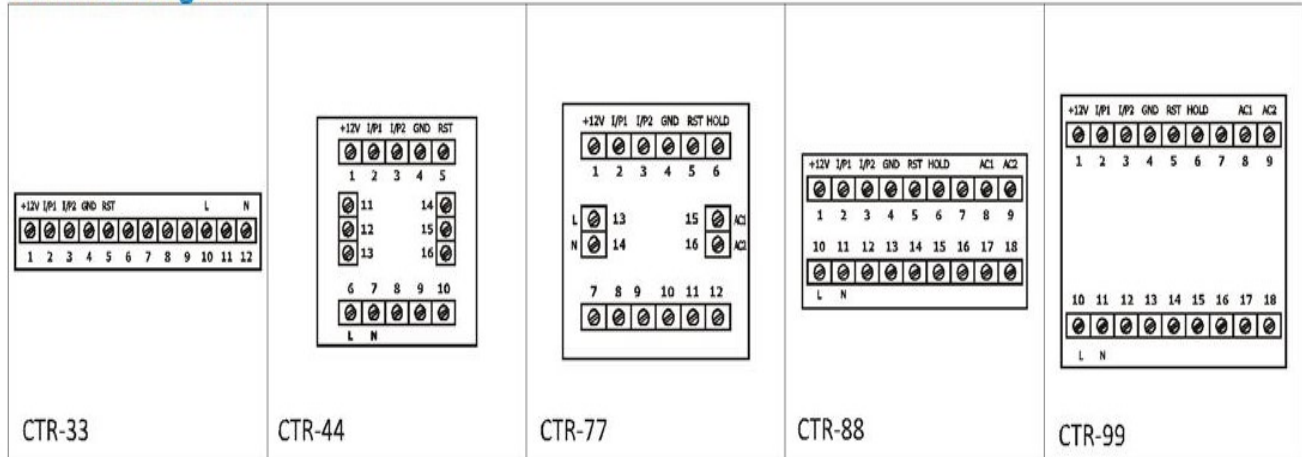 +12V I/P1 I/P2 GND RST L N
1 2 3 4 5 6 7 8 9 10 11 12
CTR-33
+12V I/P1 I/P2 GND RST
1 2 3 4 5
11 14
12 15
13 16
6 7 8 9 10
L N
CTR-44
+12V I/P1 I/P2 GND RST HOLD
1 2 3 4 5 6
L 13 15 AC1
N 14 16 AC2
7 8 9 10 11 12
CTR-77
+12V I/P1 I/P2 GND RST HOLD AC1 AC2
1 2 3 4 5 6 7 8 9
10 11 12 13 14 15 16 17 18
L N
CTR-88
+12V I/P1 I/P2 GND RST HOLD AC1 AC2
1 2 3 4 5 6 7 8 9
10 11 12 13 14 15 16 17 18
L N
CTR-99